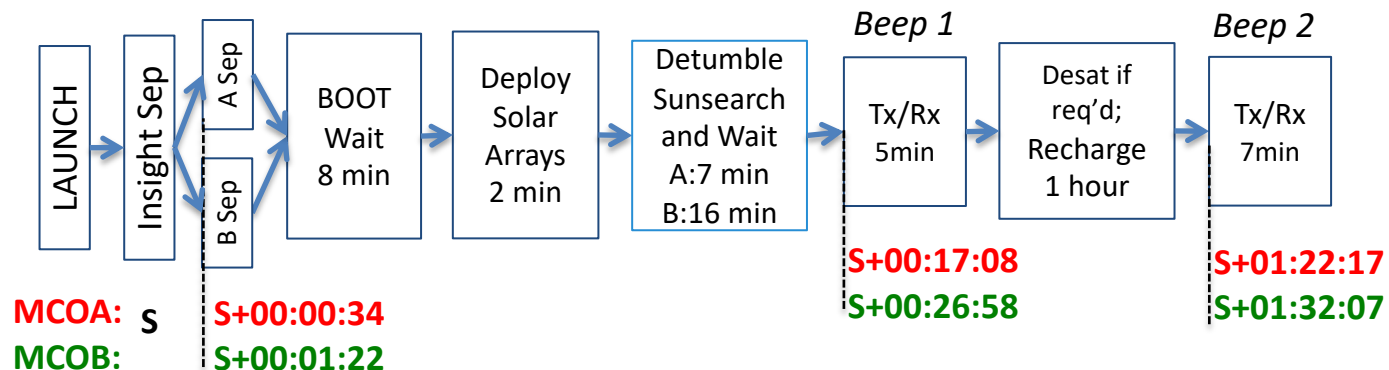 Beep 1
Beep 2
LAUNCH
Insight Sep
A Sep
B Sep
BOOT
Wait
8 min
Deploy
Solar
Arrays
2 min
Detumble
Sunsearch
and Wait
A:7 min
B:16 min
Tx/Rx
5min
Desat if
req’d;
Recharge
1 hour
Tx/Rx
7min
S+00:17:08
S+00:26:58
S+01:22:17
S+01:32:07
MCOA:
S
S+00:00:34
MCOB:
S+00:01:22